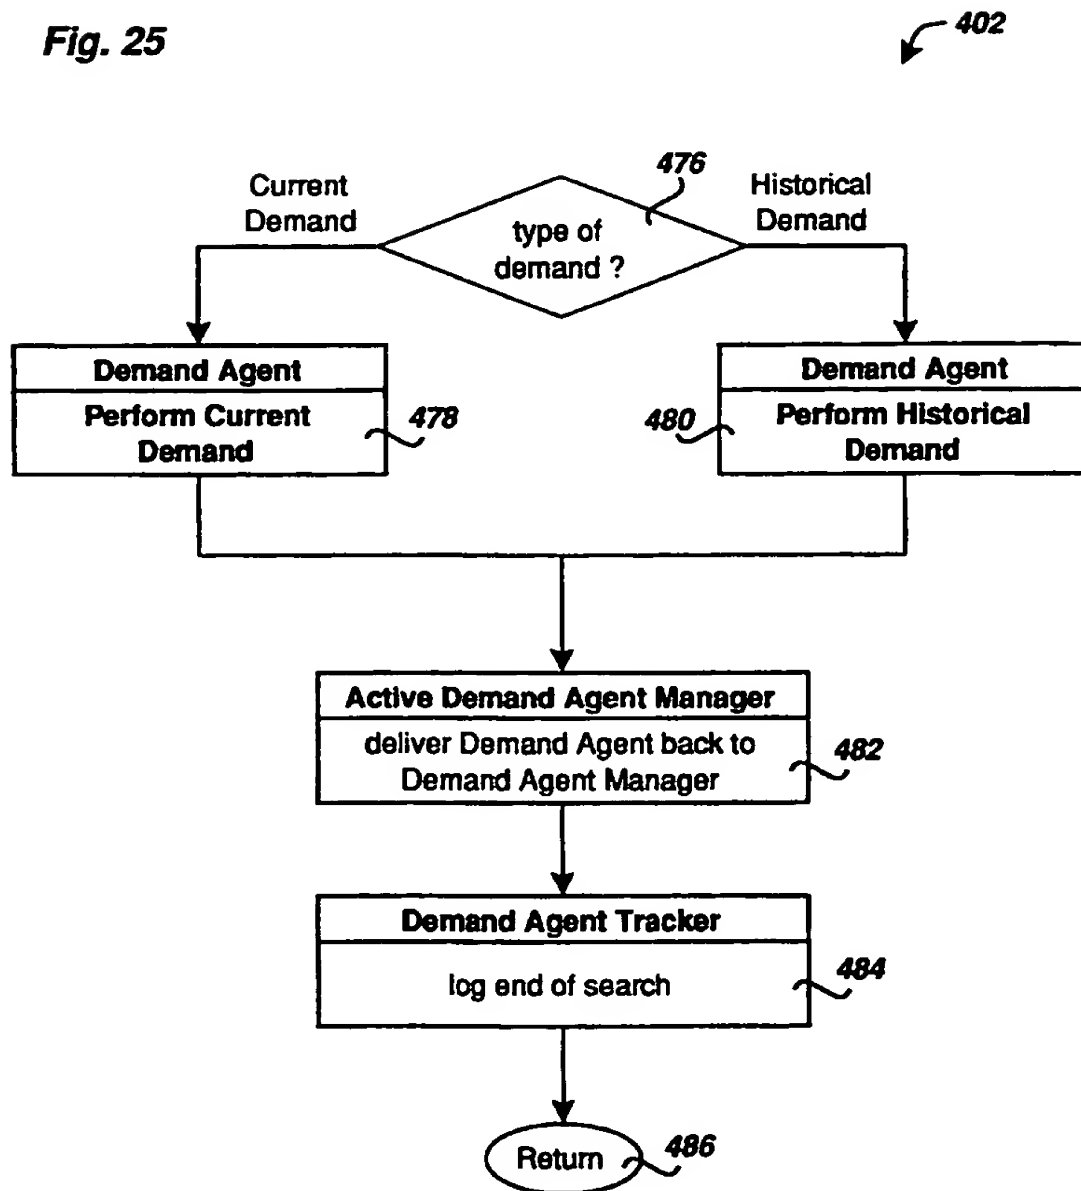 Fig. 25
402
476
Current
Demand
Historical
Demand
type of
demand ?
Demand Agent
Perform Current
Demand
478
Demand Agent
480
Perform Historical
Demand
Active Demand Agent Manager
deliver Demand Agent back to
Demand Agent Manager
482
Demand Agent Tracker
log end of search
484
Return
486